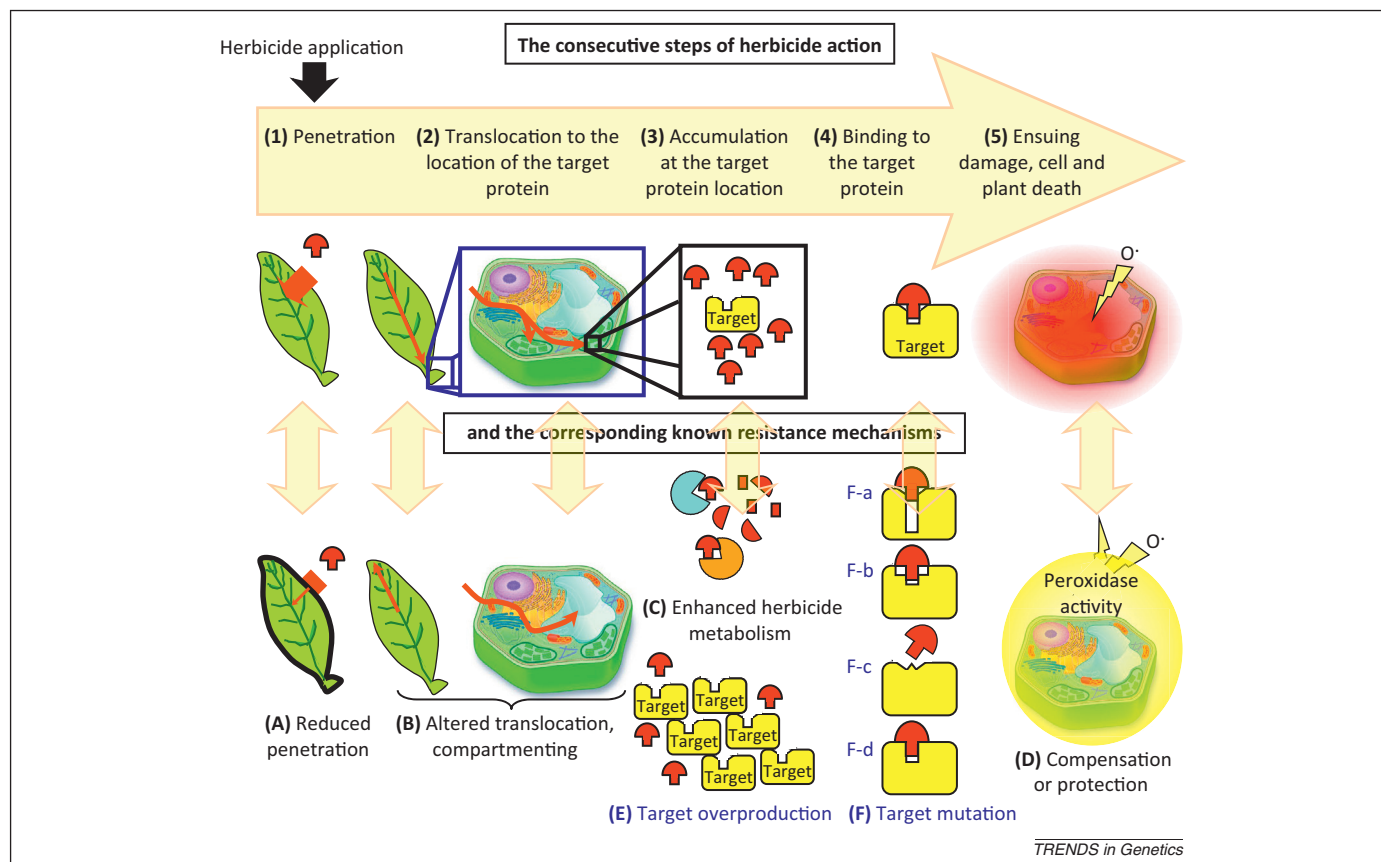 The consecutive steps of herbicide action
Herbicide application
(1) Penetration
(2) Translocation to the
location of the target
protein
(3) Accumulation
at the target
protein location
(4) Binding to
the target
protein
(5) Ensuing
damage, cell and
plant death
Target
Target
O·
and the corresponding known resistance mechanisms
(A) Reduced
penetration
(B) Altered translocation,
compartmenting
(C) Enhanced herbicide
metabolism
Target
Target
Target
Target
Target
Target
(E) Target overproduction
F-a
F-b
F-c
F-d
(F) Target mutation
O·
Peroxidase
activity
(D) Compensation
or protection
TRENDS in Genetics